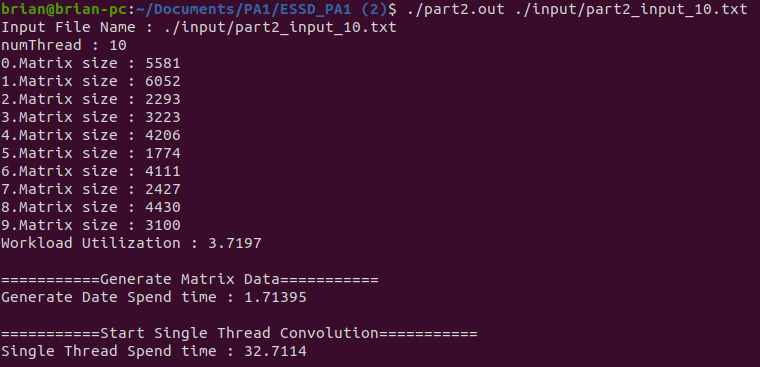 brian@brian-pc:~/Documents/PA1/ESSD_PA1 (2)$ ./part2.out ./input/part2_input_10.txt
Input File Name : ./input/part2_input_10.txt
numThread : 10
0.Matrix size : 5581
1.Matrix size : 6052
2.Matrix size : 2293
3.Matrix size : 3223
4.Matrix size : 4206
5.Matrix size : 1774
6.Matrix size : 4111
7.Matrix size : 2427
8.Matrix size : 4430
9.Matrix size : 3100
Workload Utilization : 3.7197
===========Generate Matrix Data===========
Generate Date Spend time : 1.71395
===========Start Single Thread Convolution===========
Single Thread Spend time : 32.7114